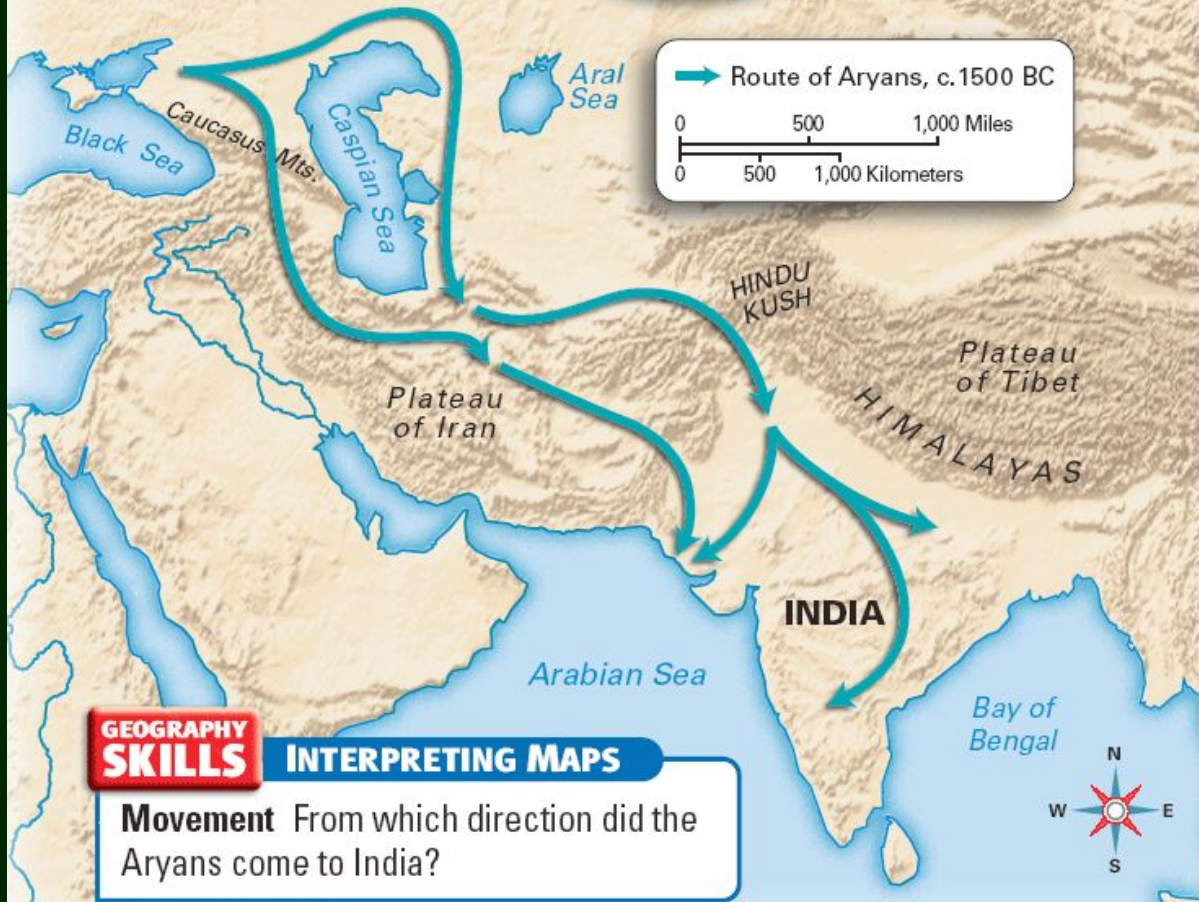 Aral
Sea
Route of Aryans, c.1500 BC
0 500 1,000 Miles
0 500 1,000 Kilometers
Black Sea
Caucasus Mts.
Caspian Sea
HINDU
KUSH
Plateau
of Tibet
HIMALAYAS
Plateau
of Iran
INDIA
Arabian Sea
Bay of
Bengal
N
W E
S
GEOGRAPHY
SKILLS
INTERPRETING MAPS
Movement From which direction did the
Aryans come to India?